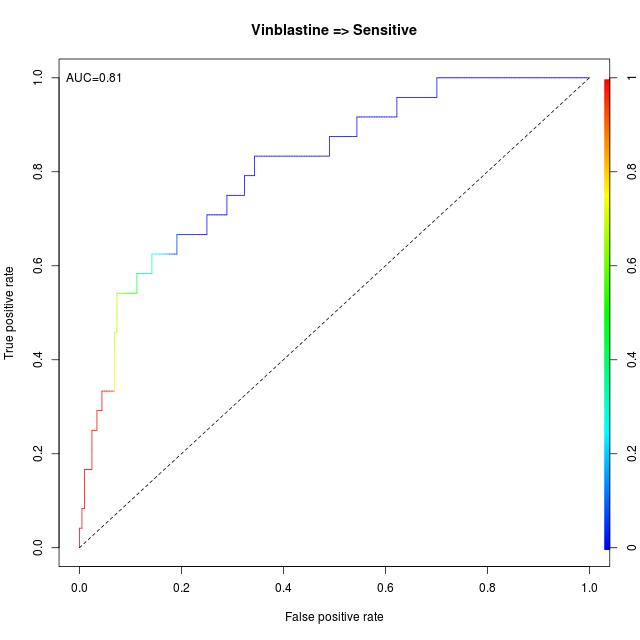 Vinblastine => Sensitive
AUC=0.81
True positive rate
1.0
0.8
0.6
0.4
0.2
0.0
0.0 0.2 0.4 0.6 0.8 1.0
False positive rate
1
0.8
0.6
0.4
0.2
0